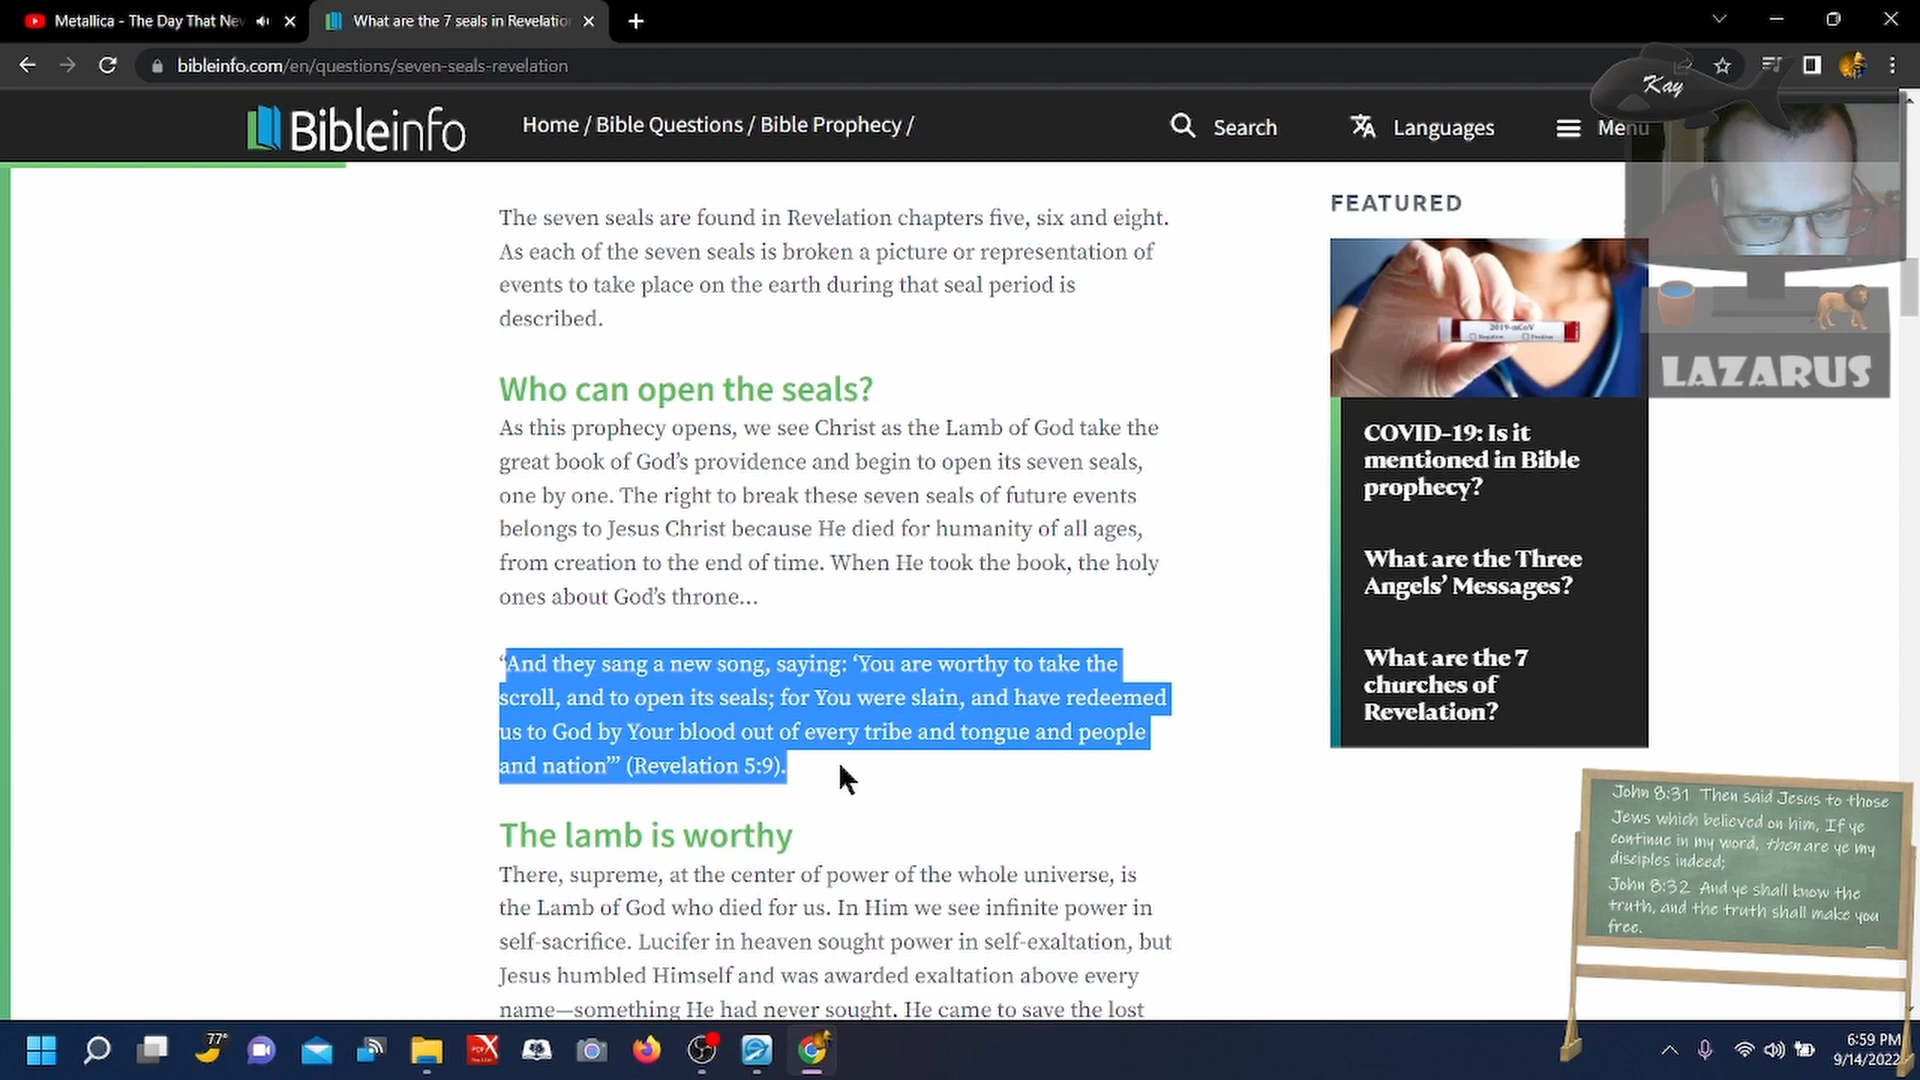 Metallica - The Day That Nev
What are the 7 seals in Revelatio
bibleinfo.com/en/questions/seven-seals-revelation
Kay
Bibleinfo
Home / Bible Questions / Bible Prophecy /
Search
Languages
Menu
The seven seals are found in Revelation chapters five, six and eight.
As each of the seven seals is broken a picture or representation of
events to take place on the earth during that seal period is
described.
Who can open the seals?
As this prophecy opens, we see Christ as the Lamb of God take the
great book of God’s providence and begin to open its seven seals,
one by one. The right to break these seven seals of future events
belongs to Jesus Christ because He died for humanity of all ages,
from creation to the end of time. When He took the book, the holy
ones about God’s throne…
“And they sang a new song, saying: ‘You are worthy to take the
scroll, and to open its seals; for You were slain, and have redeemed
us to God by Your blood out of every tribe and tongue and people
and nation’” (Revelation 5:9).
The lamb is worthy
There, supreme, at the center of power of the whole universe, is
the Lamb of God who died for us. In Him we see infinite power in
self-sacrifice. Lucifer in heaven sought power in self-exaltation, but
Jesus humbled Himself and was awarded exaltation above every
name—something He had never sought. He came to save the lost
FEATURED
2019-nCoV
Negative Positive
COVID-19: Is it
mentioned in Bible
prophecy?
What are the Three
Angels’ Messages?
What are the 7
churches of
Revelation?
LAZARUS
John 8:31 Then said Jesus to those
Jews which believed on him, If ye
continue in my word, then are ye my
disciples indeed;
John 8:32 And ye shall know the
truth, and the truth shall make you
free.
77°
PDF
6:59 PM
9/14/2022